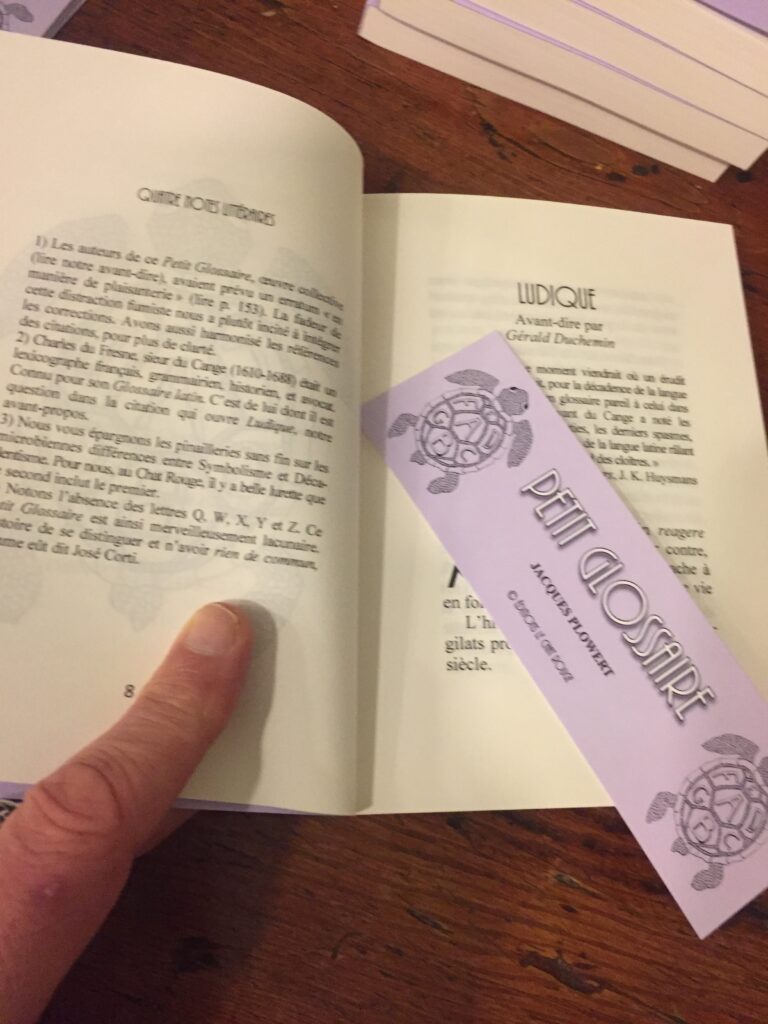 QUATRE NOTES LITTÉRAIRES
1) Les auteurs de ce Petit Glossaire, œuvre collective
(lire notre avant-dire), avaient prévu un erratum « en
manière de plaisanterie » (lire p. 153). La fadeur de
cette distraction fumiste nous a plutôt incité à intégrer
les corrections. Avons aussi harmonisé les références
des citations, pour plus de clarté.
2) Charles du Fresne, sieur du Cange (1610-1688) était un
lexicographe français, grammairien, historien, et avocat.
Connu pour son Glossaire latin. C'est de lui dont il est
question dans la citation qui ouvre Ludique, notre
avant-propos.
3) Nous vous épargnons les pinailleries sans fin sur les
microbiennes différences entre Symbolisme et Déca-
dentisme. Pour nous, au Chat Rouge, il y a belle lurette que
second inclut le premier.
Notons l'absence des lettres Q, W, X, Y et Z. Ce
Petit Glossaire est ainsi merveilleusement lacunaire.
histoire de se distinguer et n'avoir rien de commun,
comme eût dit José Corti.
8
LUDIQUE
Avant-dire par
Gérald Duchemin
moment viendrait où un érudit
pour la décadence de la langue
glossaire pareil à celui dans
du Cange a noté les
les derniers spasmes,
de la langue latine râlant
des cloîtres. »
J. K. Huysmans
reagere
contre,
à
vie
en
L'h
gilats
siècle.
PETIT GLOSSAIRE
JACQUES PLOWERT
© ÉDITIONS LE CHAT ROUGE